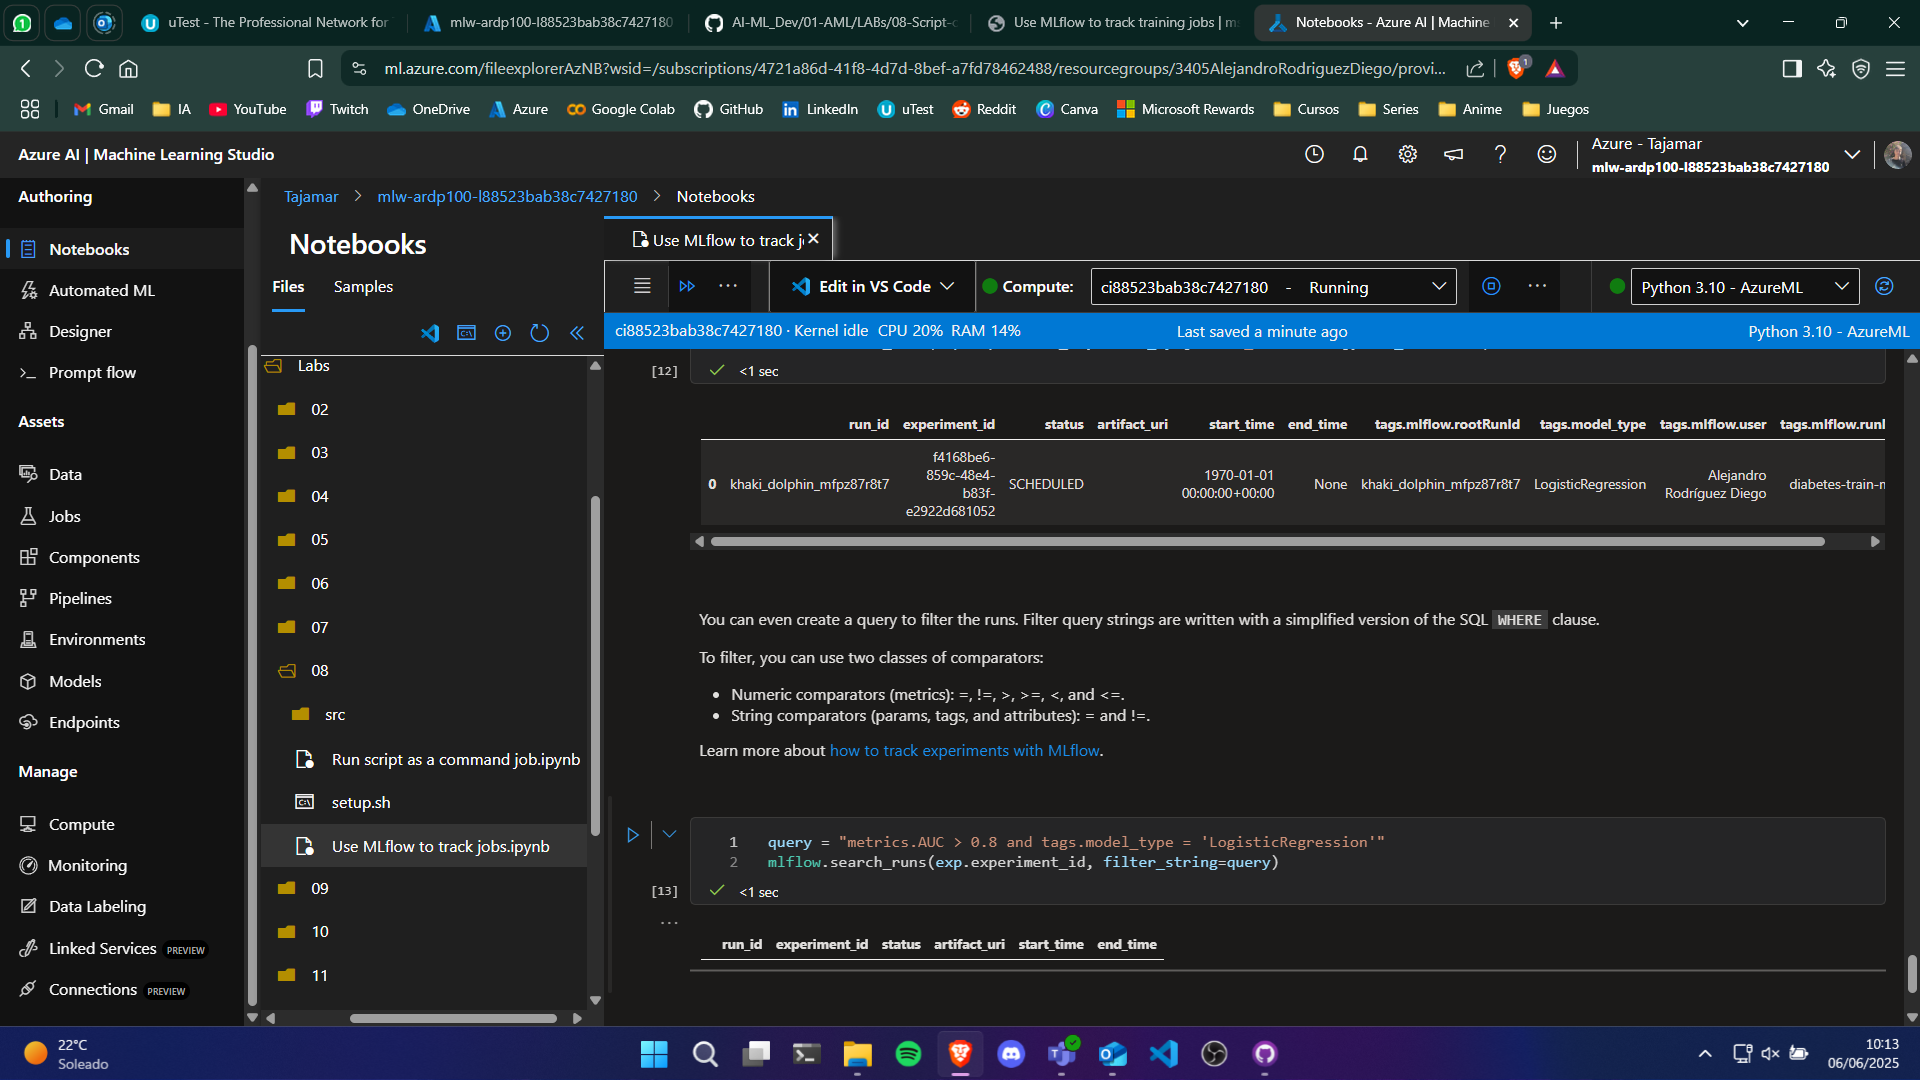 uTest - The Professional Network for
mlw-ardp100-l88523bab38c7427180
AI-ML_Dev/01-AML/LABs/08-Script-c
Use MLflow to track training jobs | ms
Notebooks - Azure AI | Machine
ml.azure.com/fileexplorerAzNB?wsid=/subscriptions/4721a86d-41f8-4d7d-8bef-a7fd78462488/resourcegroups/3405AlejandroRodriguezDiego/provi...
1
Gmail
IA
YouTube
Twitch
OneDrive
Azure
Google Colab
GitHub
LinkedIn
uTest
Reddit
Canva
Microsoft Rewards
Cursos
Series
Anime
Juegos
Azure AI | Machine Learning Studio
Azure - Tajamar
mlw-ardp100-l88523bab38c7427180
Authoring
Notebooks
Automated ML
Designer
Prompt flow
Assets
Data
Jobs
Components
Pipelines
Environments
Models
Endpoints
Manage
Compute
Monitoring
Data Labeling
Linked Services PREVIEW
Connections PREVIEW
Tajamar > mlw-ardp100-l88523bab38c7427180 > Notebooks
Notebooks
Files Samples
Labs
02
03
04
05
06
07
08
src
Run script as a command job.ipynb
setup.sh
Use MLflow to track jobs.ipynb
09
10
11
Use MLflow to track j
Edit in VS Code
Compute: ci88523bab38c7427180 - Running
Python 3.10 - AzureML
ci88523bab38c7427180 · Kernel idle CPU 20% RAM 14%
Last saved a minute ago
Python 3.10 - AzureML
[12] <1 sec
run_id experiment_id status artifact_uri start_time end_time tags.mlflow.rootRunId tags.model_type tags.mlflow.user tags.mlflow.runI
0 khaki_dolphin_mfpz87r8t7 f4168be6-859c-48e4-b83f-e2922d681052 SCHEDULED 1970-01-01 00:00:00+00:00 None khaki_dolphin_mfpz87r8t7 LogisticRegression Alejandro Rodríguez Diego diabetes-train-m
You can even create a query to filter the runs. Filter query strings are written with a simplified version of the SQL WHERE clause.
To filter, you can use two classes of comparators:
• Numeric comparators (metrics): =, !=, >, >=, <, and <=.
• String comparators (params, tags, and attributes): = and !=.
Learn more about how to track experiments with MLflow.
1 query = "metrics.AUC > 0.8 and tags.model_type = 'LogisticRegression'"
2 mlflow.search_runs(exp.experiment_id, filter_string=query)
[13] <1 sec
...
run_id experiment_id status artifact_uri start_time end_time
22°C
Soleado
10:13
06/06/2025